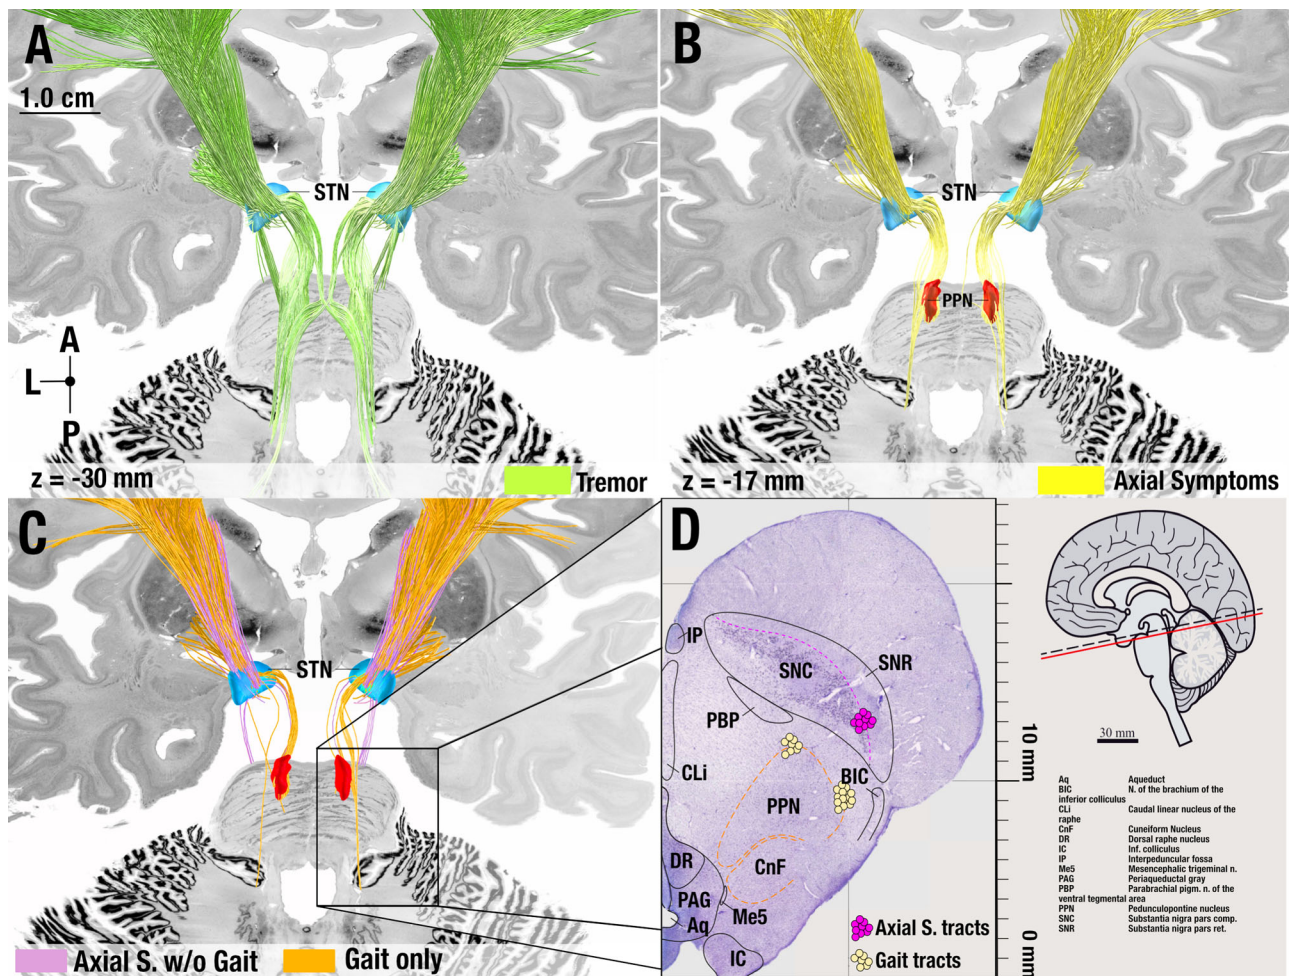 A
1.0 cm
STN
A
L
P
z = -30 mm
Tremor
B
STN
PPN
z = -17 mm
Axial Symptoms
C
STN
Axial S. w/o Gait
Gait only
D
IP
SNC
SNR
PBP
CLi
BIC
PPN
DR
CnF
PAG
Me5
Aq
IC
Axial S. tracts
Gait tracts
10 mm
0 mm
30 mm
Aq Aqueduct
BIC N. of the brachium of the
inferior colliculus
CLi Caudal linear nucleus of the
raphe
CnF Cuneiform Nucleus
DR Dorsal raphe nucleus
IC Inf. colliculus
IP Interpeduncular fossa
Me5 Mesencephalic trigeminal n.
PAG Periaqueductal gray
PBP Parabrachial pigm. n. of the
ventral tegmental area
PPN Pedunculopontine nucleus
SNC Substantia nigra pars comp.
SNR Substantia nigra pars ret.